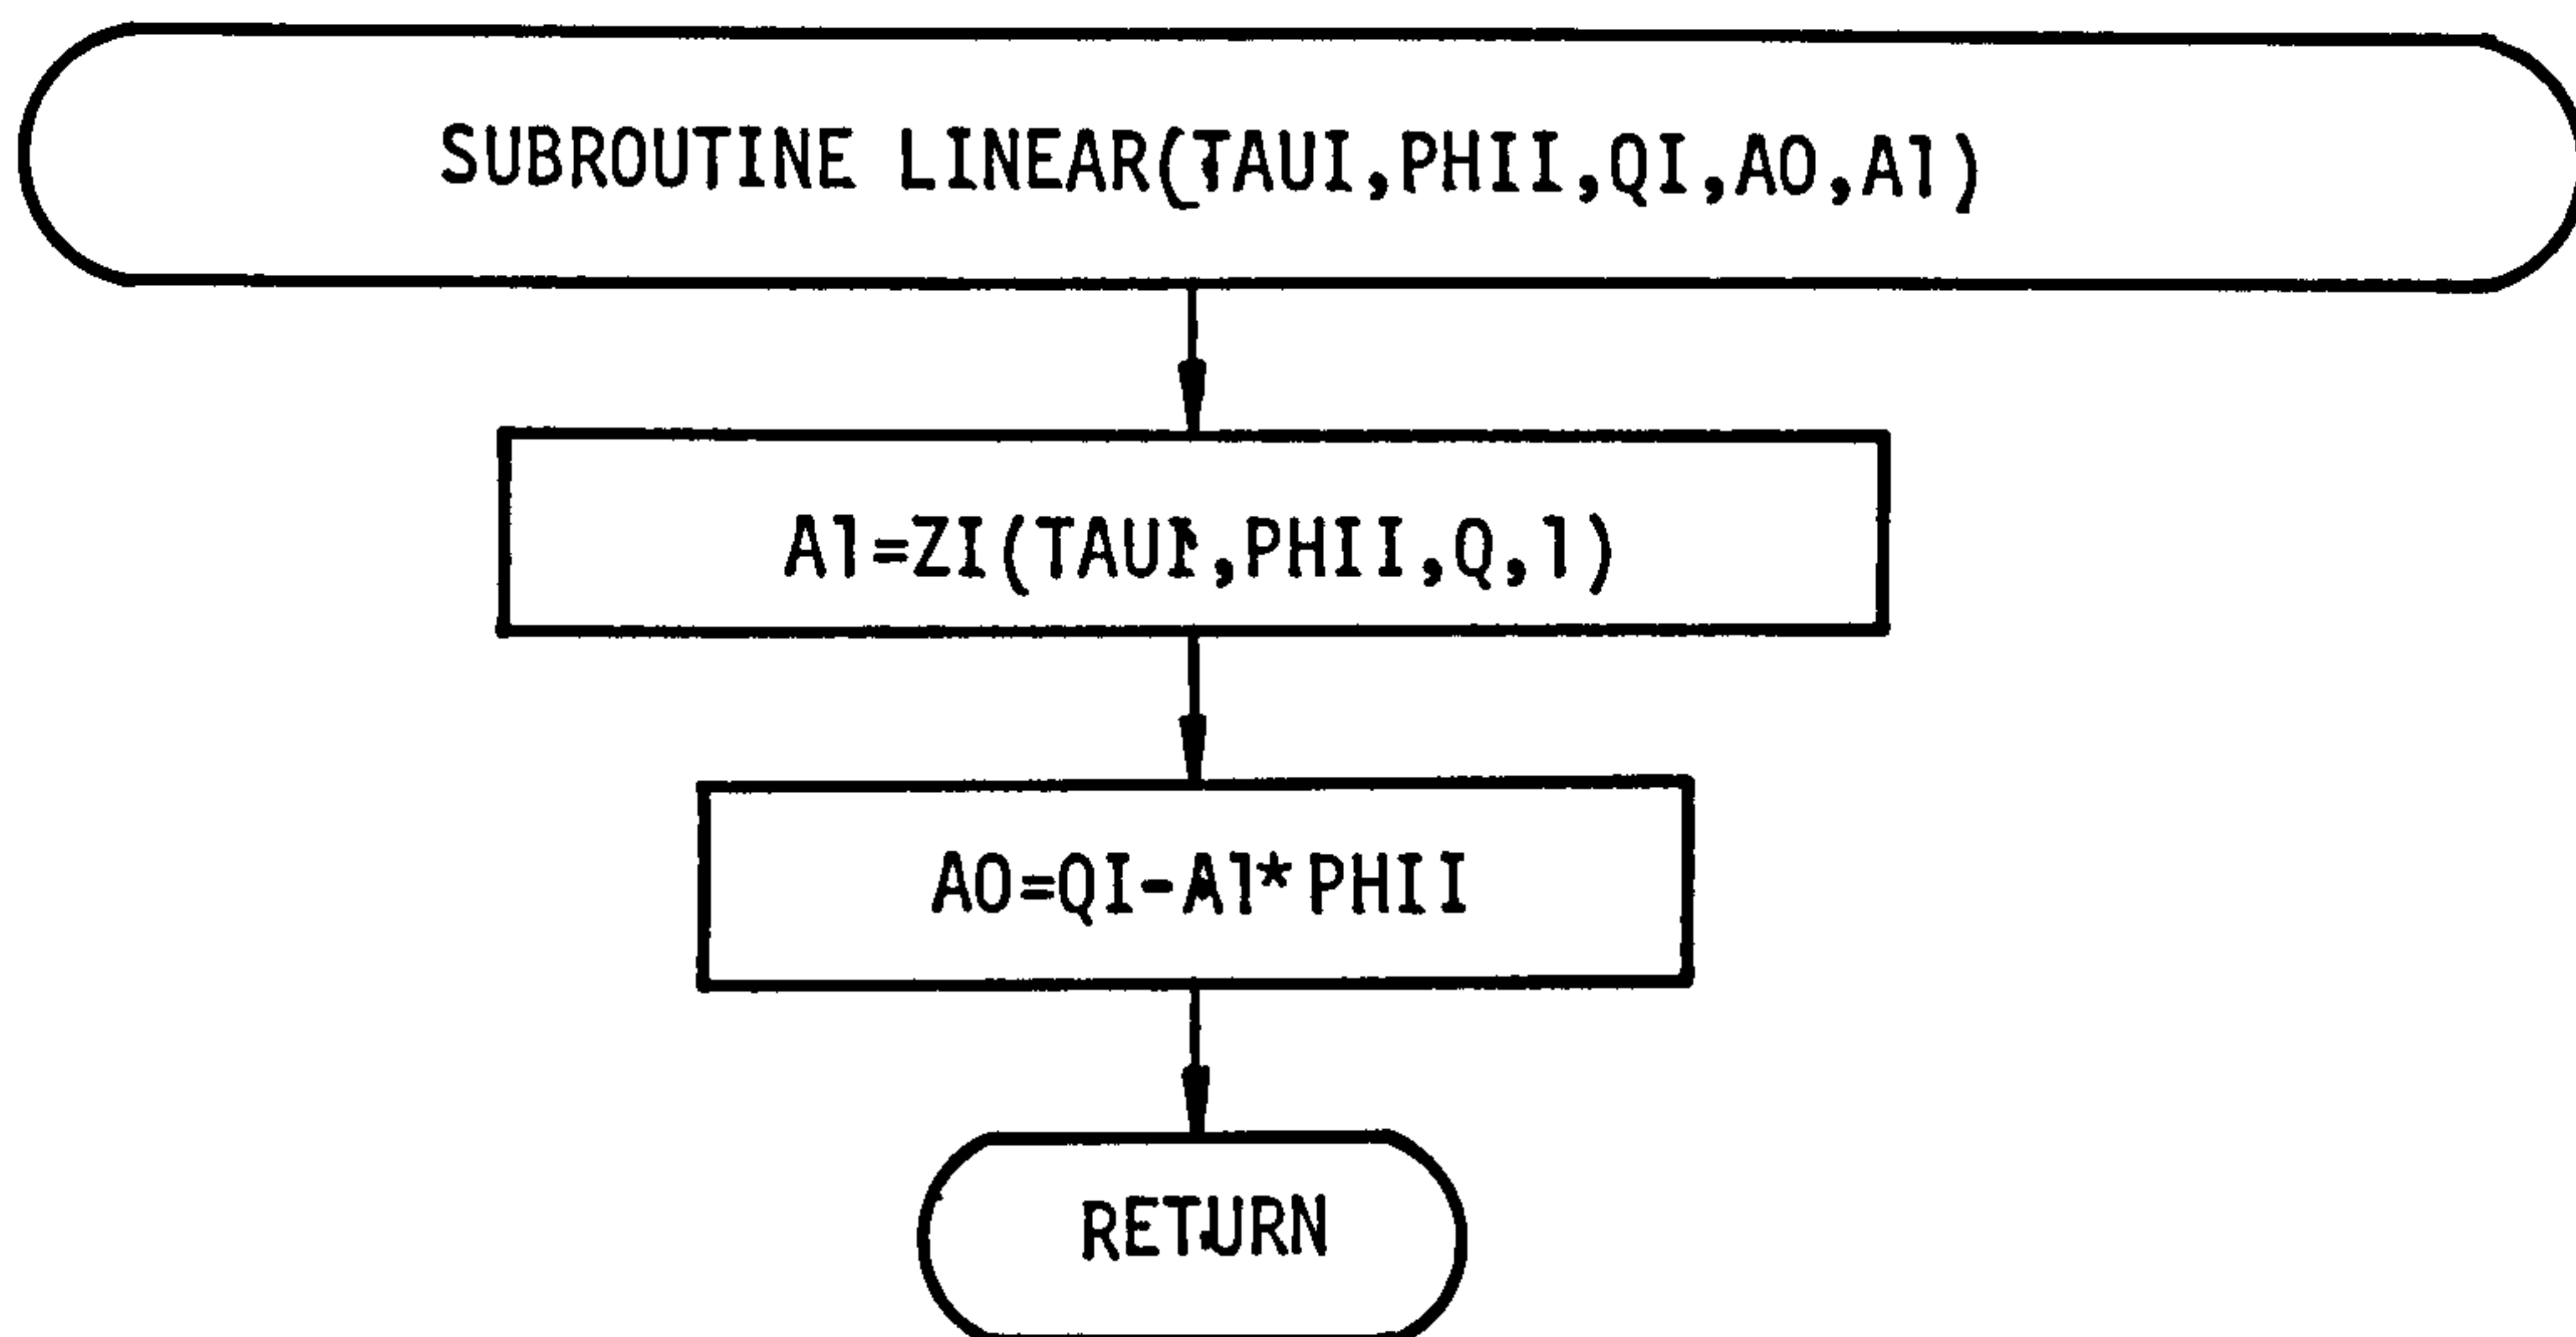 SUBROUTINE LINEAR(TAUI,PHII,QI,A0,A1)
A1=ZI(TAUI,PHII,Q,1)
A0=QI-A1*PHII
RETURN